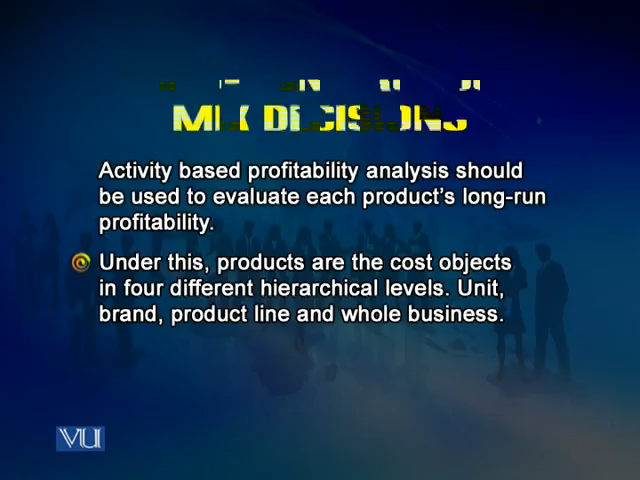 MIX DECISIONS
Activity based profitability analysis should
be used to evaluate each product's long-run
profitability.
Under this, products are the cost objects
in four different hierarchical levels. Unit,
brand, product line and whole business.
VU